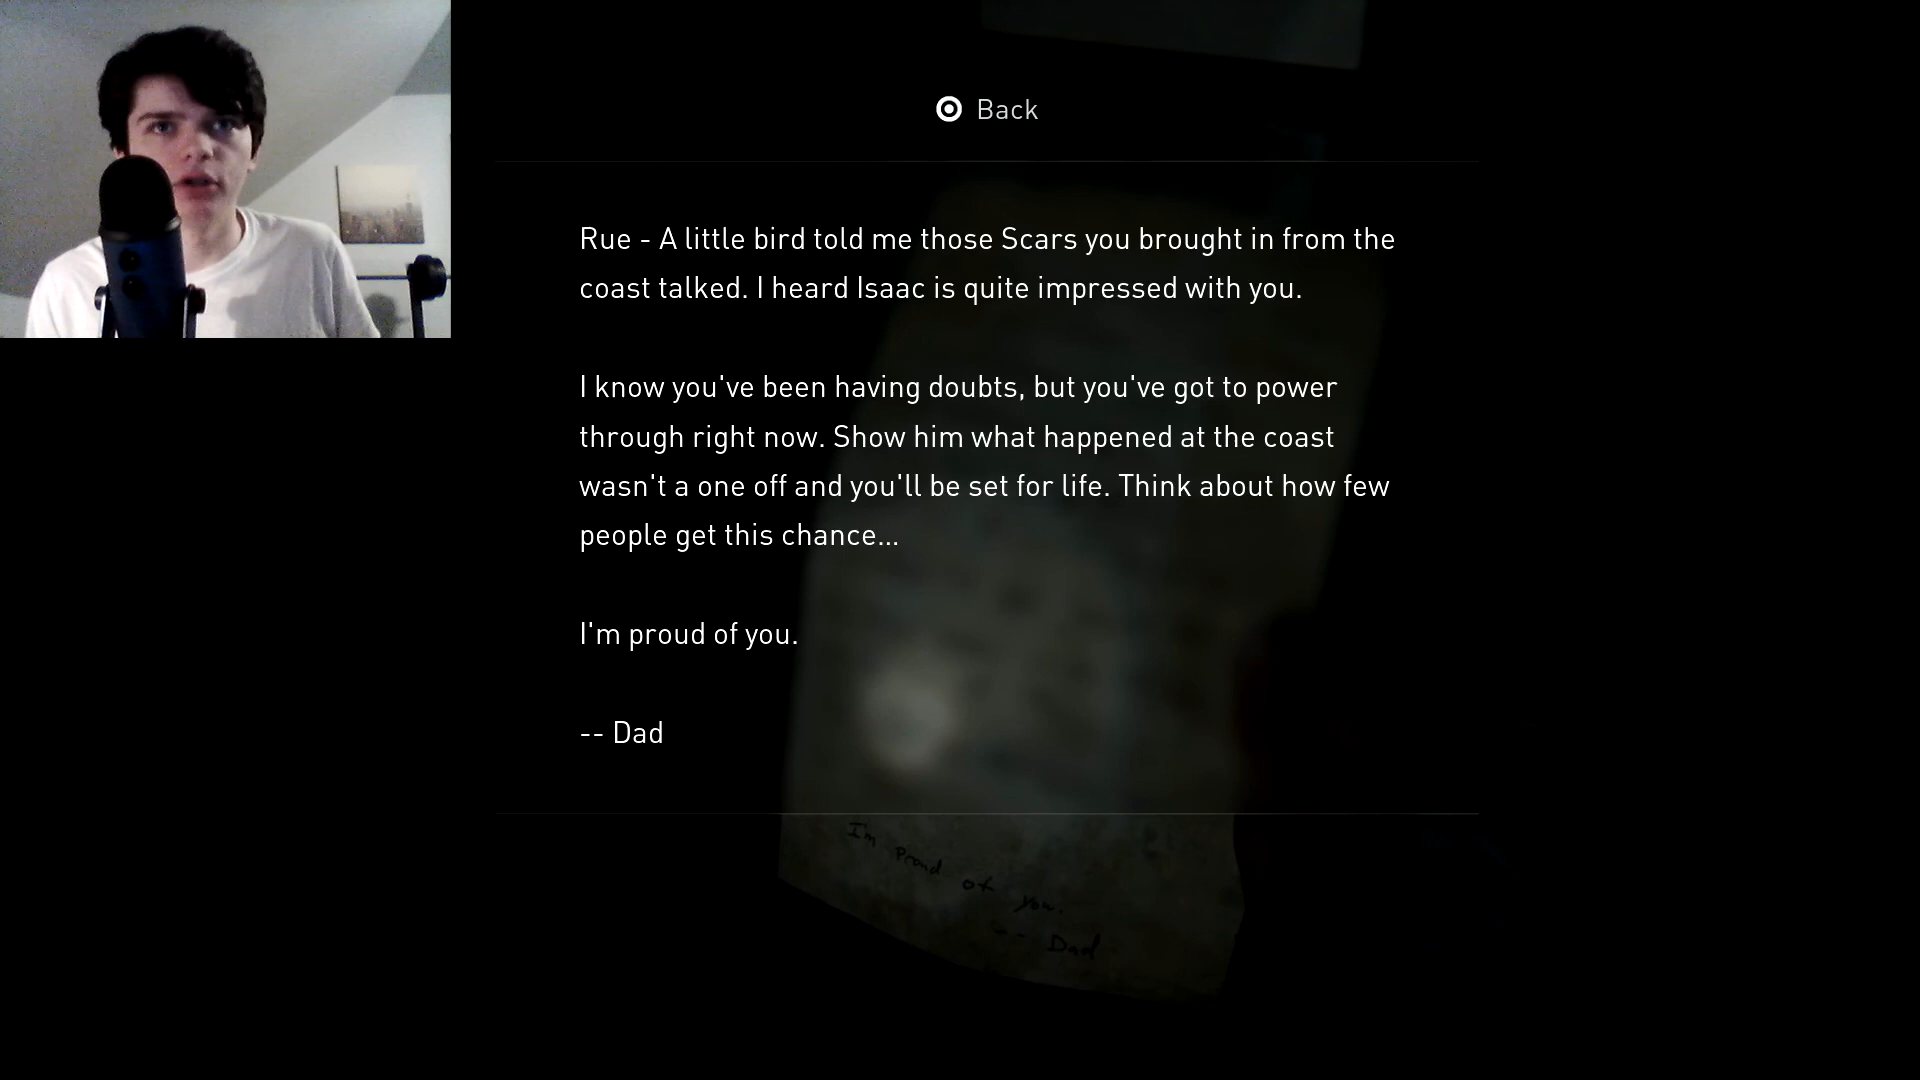 Back
Rue - A little bird told me those Scars you brought in from the
coast talked. I heard Isaac is quite impressed with you.
I know you've been having doubts, but you've got to power
through right now. Show him what happened at the coast
wasn't a one off and you'll be set for life. Think about how few
people get this chance...
I'm proud of you.
-- Dad
I'm proud of you.
-- Dad